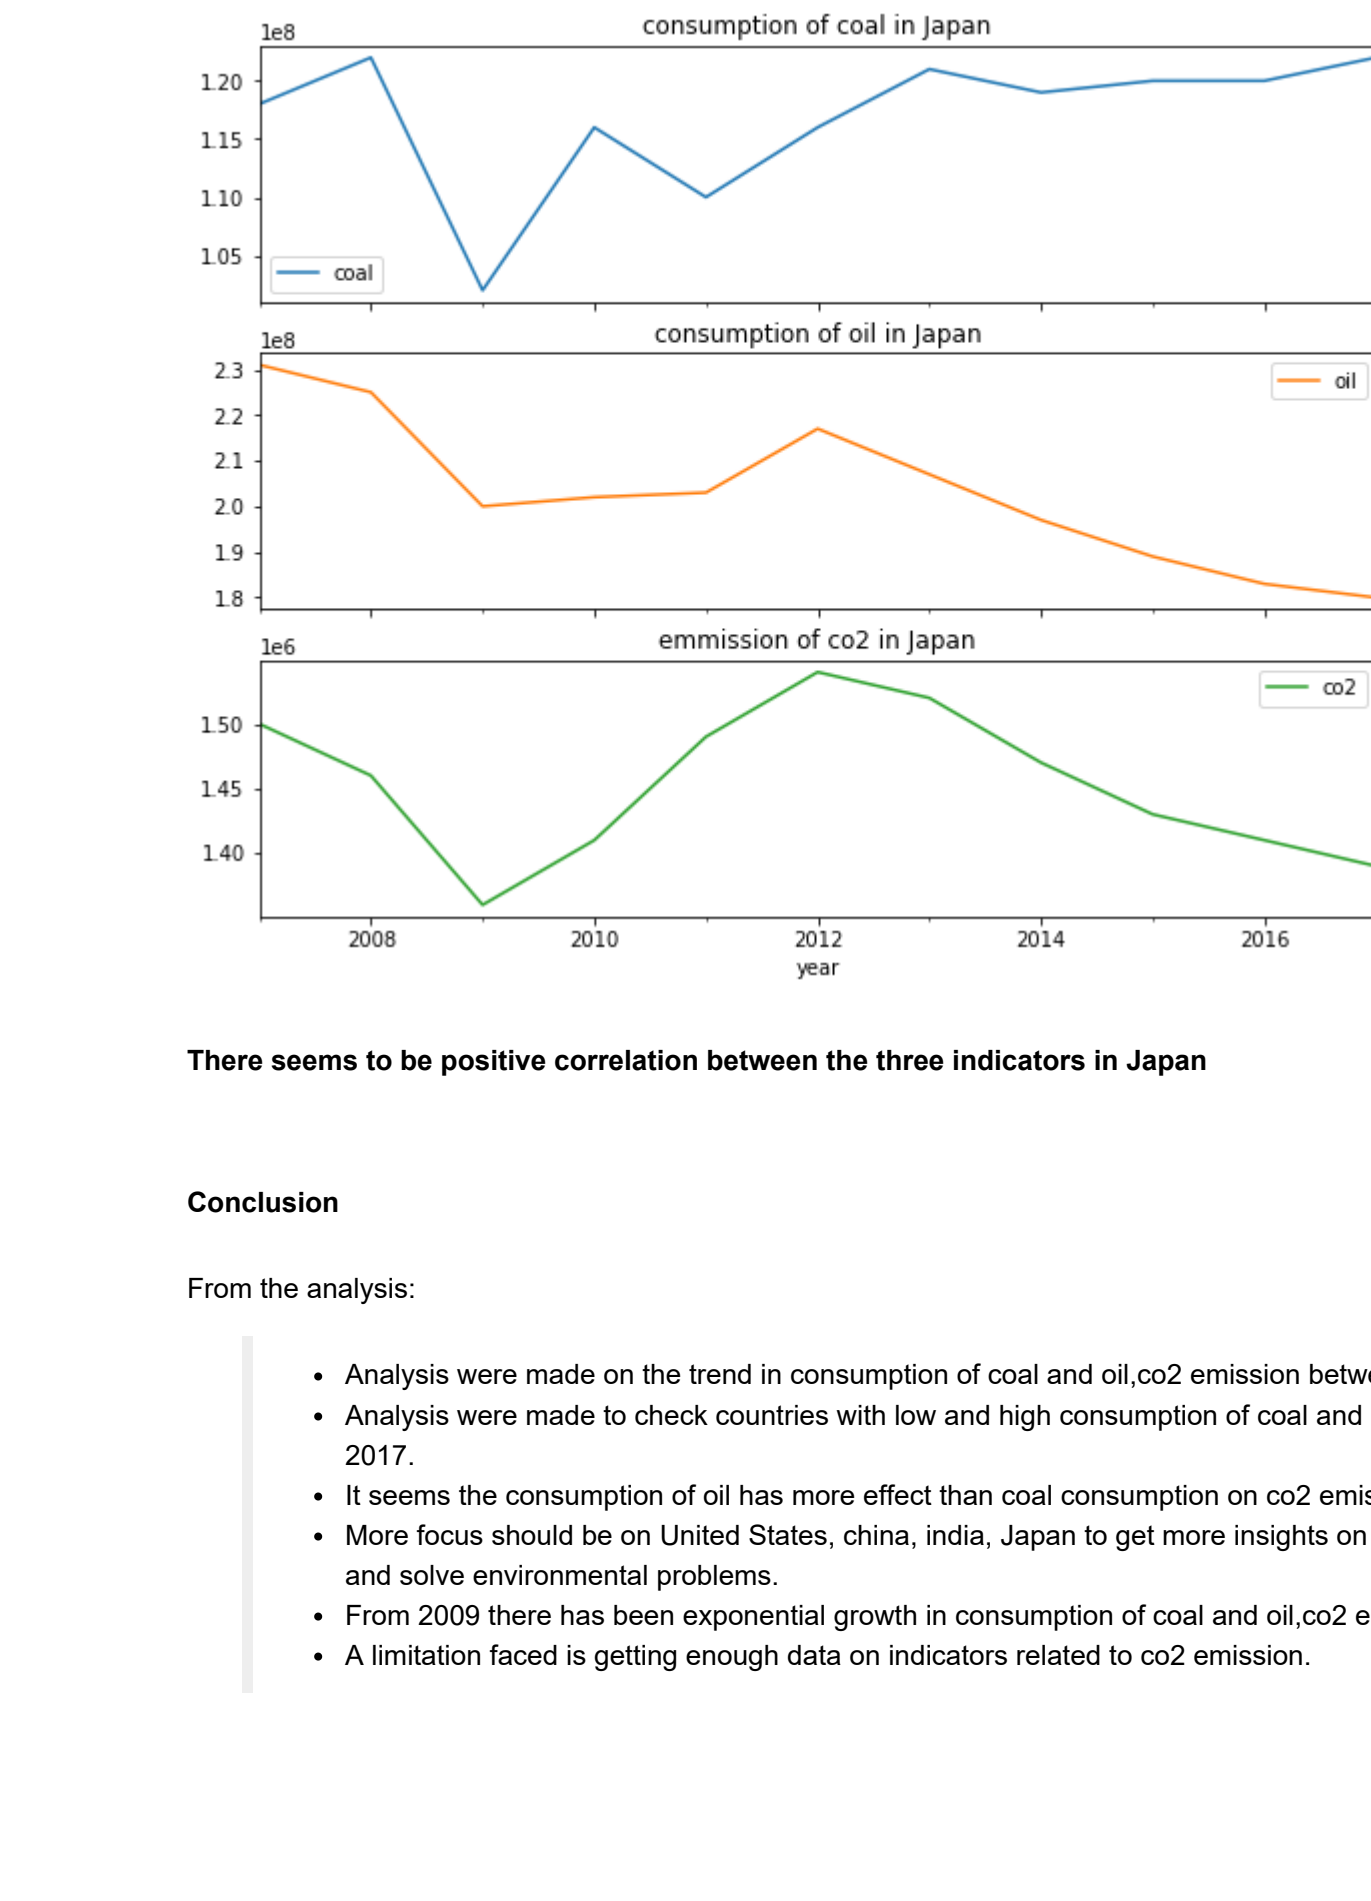 consumption of coal in Japan
1e8
1.20
1.15
1.10
1.05
coal
consumption of oil in Japan
1e8
2.3
2.2
2.1
2.0
1.9
1.8
oil
emmission of co2 in Japan
1e6
1.50
1.45
1.40
co2
2008 2010 2012 2014 2016
year
There seems to be positive correlation between the three indicators in Japan
Conclusion
From the analysis:
• Analysis were made on the trend in consumption of coal and oil,co2 emission betw
• Analysis were made to check countries with low and high consumption of coal and
2017.
• It seems the consumption of oil has more effect than coal consumption on co2 emis
• More focus should be on United States, china, india, Japan to get more insights on
and solve environmental problems.
• From 2009 there has been exponential growth in consumption of coal and oil,co2 e
• A limitation faced is getting enough data on indicators related to co2 emission.